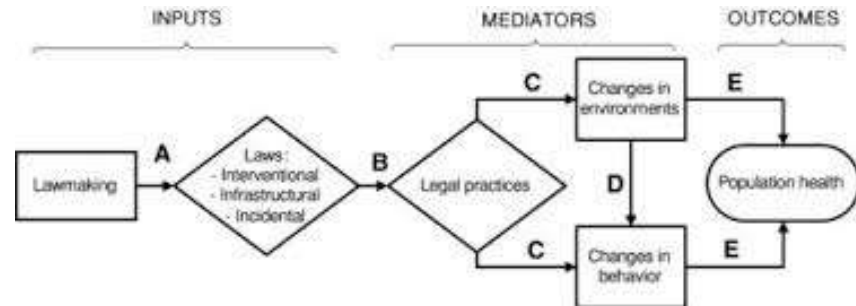 INPUTS
MEDIATORS
OUTCOMES
Lawmaking
A
Laws:
- Interventional
- Infrastructural
- Incidental
B
Legal practices
C
Changes in
environments
E
D
C
Changes in
behavior
E
Population health